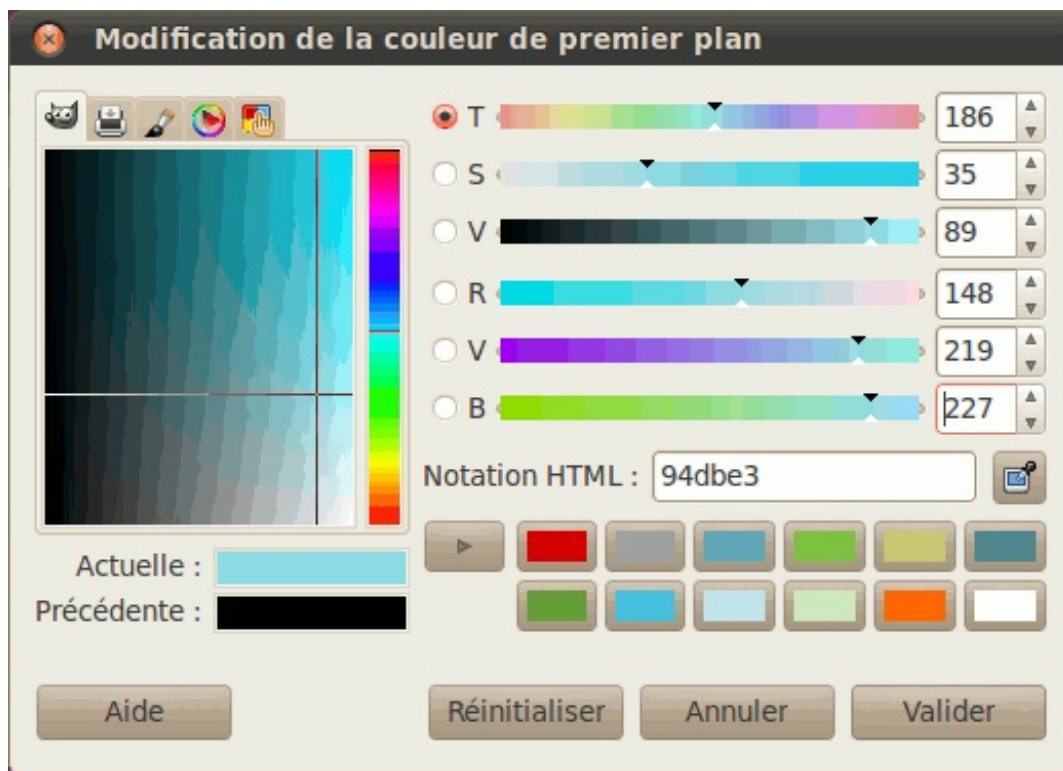 Modification de la couleur de premier plan
T 186
S 35
V 89
R 148
V 219
B 227
Notation HTML : 94dbe3
Actuelle :
Précédente :
Aide Réinitialiser Annuler Valider